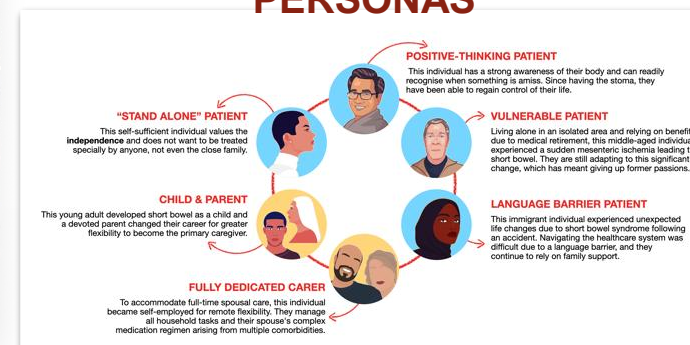 PERSONAS
POSITIVE-THINKING PATIENT
This individual has a strong awareness of their body and can readily
recognise when something is amiss. Since having the stoma, they
have been able to regain control of their life.
“STAND ALONE” PATIENT
This self-sufficient individual values the
independence and does not want to be treated
specially by anyone, not even the close family.
VULNERABLE PATIENT
Living alone in an isolated area and relying on benefit
due to medical retirement, this middle-aged individua
experienced a sudden mesenteric ischemia leading t
short bowel. They are still adapting to this significant
change, which has meant giving up former passions.
CHILD & PARENT
This young adult developed short bowel as a child and
a devoted parent changed their career for greater
flexibility to become the primary caregiver.
LANGUAGE BARRIER PATIENT
This immigrant individual experienced unexpected
life changes due to short bowel syndrome following
an accident. Navigating the healthcare system was
difficult due to a language barrier, and they
continue to rely on family support.
FULLY DEDICATED CARER
To accommodate full-time spousal care, this individual
became self-employed for remote flexibility. They manage
all household tasks and their spouse's complex
medication regimen arising from multiple comorbidities.